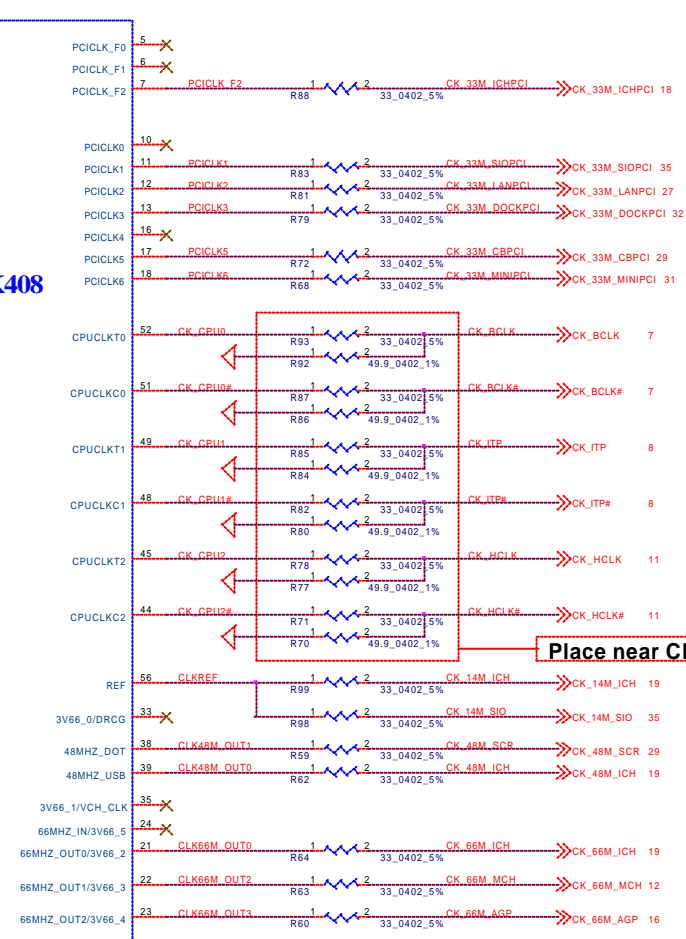 PCICLK_F0 5
PCICLK_F1 6
PCICLK_F2 7 PCICLK_F2 1 R88 2 33_0402_5% CK_33M_ICHPCI CK_33M_ICHPCI 18
PCICLK0 10
PCICLK1 11 PCICLK1 1 R83 2 33_0402_5% CK_33M_SIOPCI CK_33M_SIOPCI 35
PCICLK2 12 PCICLK2 1 R81 2 33_0402_5% CK_33M_LANPCI CK_33M_LANPCI 27
PCICLK3 13 PCICLK3 1 R79 2 33_0402_5% CK_33M_DOCKPCI CK_33M_DOCKPCI 32
PCICLK4 16
PCICLK5 17 PCICLK5 1 R72 2 33_0402_5% CK_33M_CBPCI CK_33M_CBPCI 29
PCICLK6 18 PCICLK6 1 R68 2 33_0402_5% CK_33M_MINIPCI CK_33M_MINIPCI 31
K408
CPUCLKT0 52 CK_CPU0 1 R93 2 33_0402_5% CK_BCLK CK_BCLK 7
1 R92 2 49.9_0402_1%
CPUCLKC0 51 CK_CPU0# 1 R87 2 33_0402_5% CK_BCLK# CK_BCLK# 7
1 R86 2 49.9_0402_1%
CPUCLKT1 49 CK_CPU1 1 R85 2 33_0402_5% CK_ITP CK_ITP 8
1 R84 2 49.9_0402_1%
CPUCLKC1 48 CK_CPU1# 1 R82 2 33_0402_5% CK_ITP# CK_ITP# 8
1 R80 2 49.9_0402_1%
CPUCLKT2 45 CK_CPU2 1 R78 2 33_0402_5% CK_HCLK CK_HCLK 11
1 R77 2 49.9_0402_1%
CPUCLKC2 44 CK_CPU2# 1 R71 2 33_0402_5% CK_HCLK# CK_HCLK# 11
1 R70 2 49.9_0402_1%
Place near Cl
REF 56 CLKREF 1 R99 2 33_0402_5% CK_14M_ICH CK_14M_ICH 19
3V66_0/DRCG 33 1 R98 2 33_0402_5% CK_14M_SIO CK_14M_SIO 35
48MHZ_DOT 38 CLK48M_OUT1 1 R59 2 33_0402_5% CK_48M_SCR CK_48M_SCR 29
48MHZ_USB 39 CLK48M_OUT0 1 R62 2 33_0402_5% CK_48M_ICH CK_48M_ICH 19
3V66_1/VCH_CLK 35
66MHZ_IN/3V66_5 24
66MHZ_OUT0/3V66_2 21 CLK66M_OUT0 1 R64 2 33_0402_5% CK_66M_ICH CK_66M_ICH 19
66MHZ_OUT1/3V66_3 22 CLK66M_OUT2 1 R63 2 33_0402_5% CK_66M_MCH CK_66M_MCH 12
66MHZ_OUT2/3V66_4 23 CLK66M_OUT3 1 R60 2 33_0402_5% CK_66M_AGP CK_66M_AGP 16